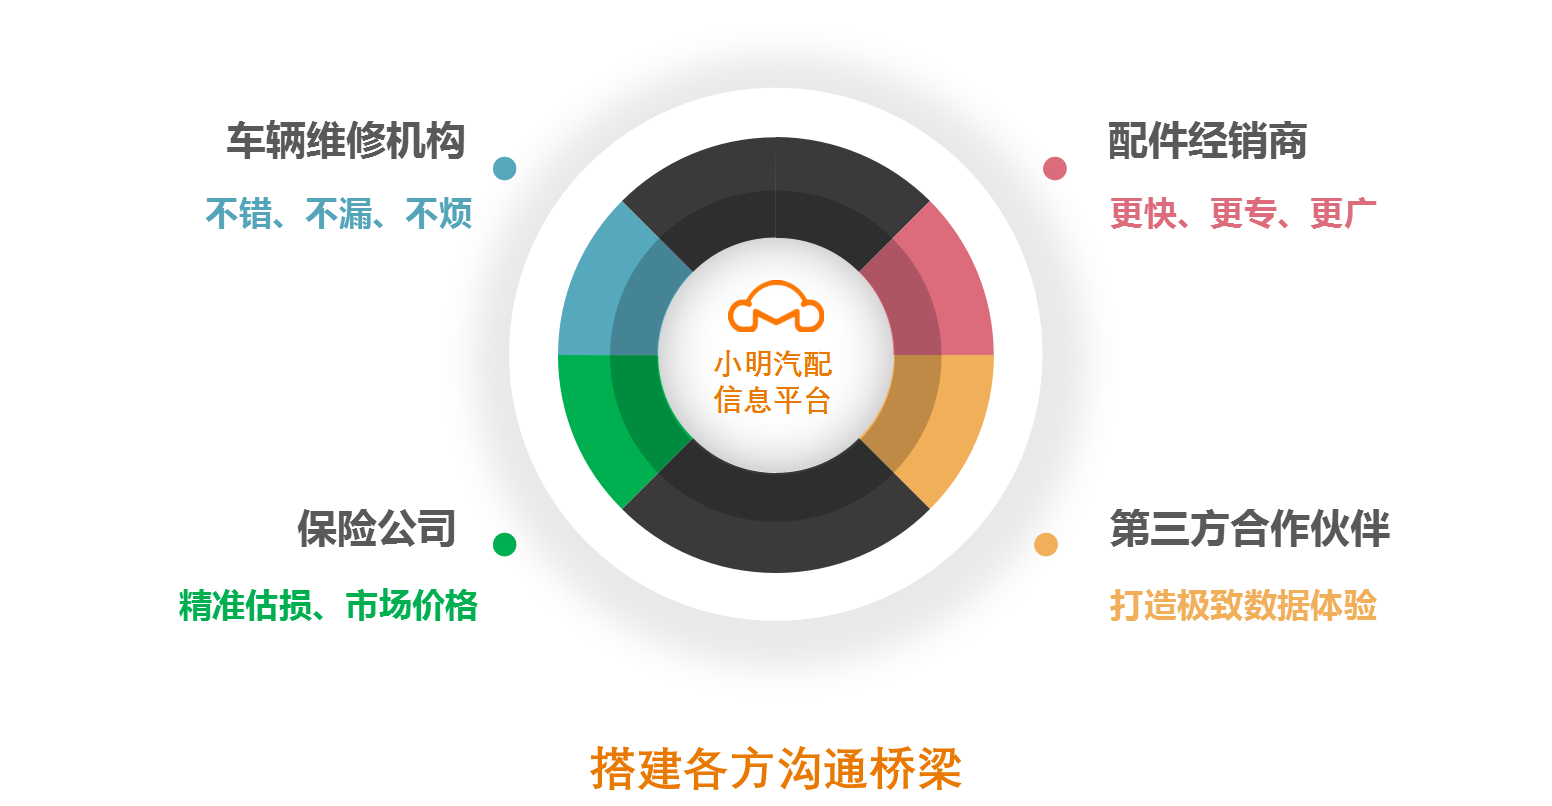 车辆维修机构
不错、不漏、不烦
配件经销商
更快、更专、更广
小明汽配
信息平台
保险公司
精准估损、市场价格
第三方合作伙伴
打造极致数据体验
搭建各方沟通桥梁